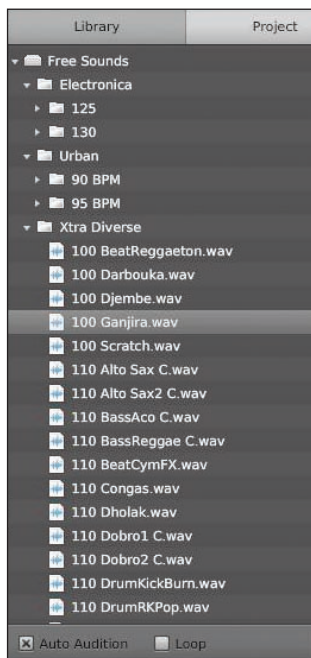 Library Project
Free Sounds
Electronica
125
130
Urban
90 BPM
95 BPM
Xtra Diverse
100 BeatReggaeton.wav
100 Darbouka.wav
100 Djembe.wav
100 Ganjira.wav
100 Scratch.wav
110 Alto Sax C.wav
110 Alto Sax2 C.wav
110 BassAco C.wav
110 BassReggae C.wav
110 BeatCymFX.wav
110 Congas.wav
110 Dholak.wav
110 Dobro1 C.wav
110 Dobro2 C.wav
110 DrumKickBurn.wav
110 DrumRKPop.wav
Auto Audition Loop